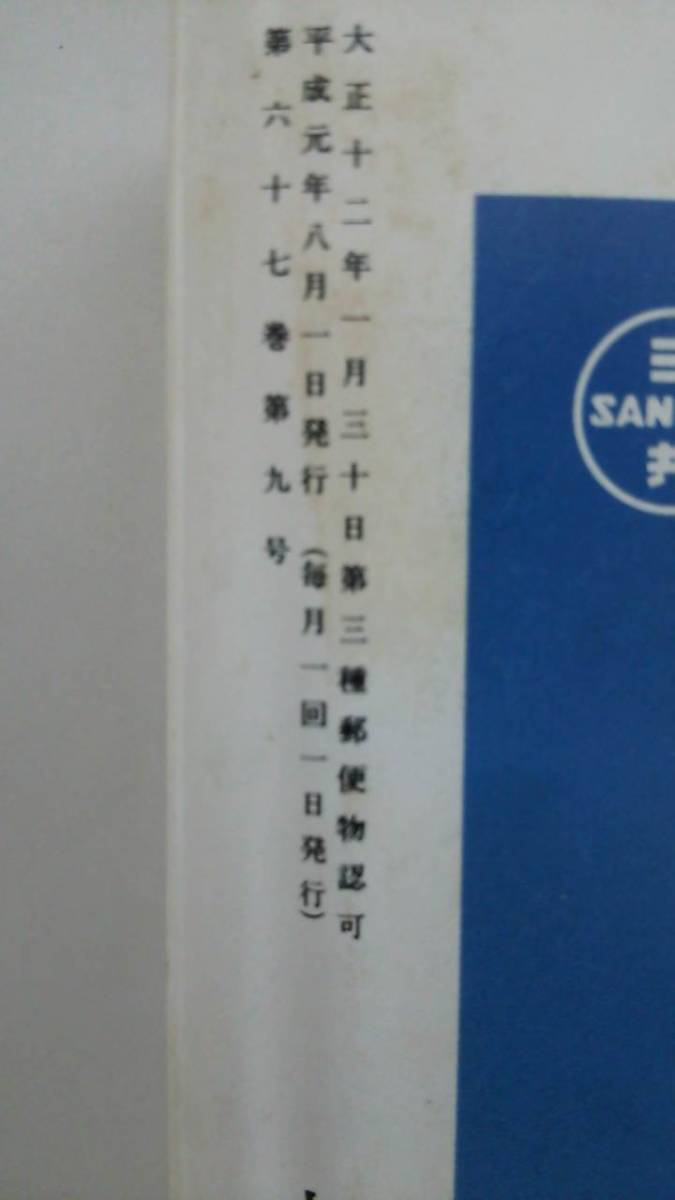 大正十二年一月三十日第三種郵便物認可
平成元年八月一日発行(毎月一回一日発行)
第六十七巻第九号
SAN